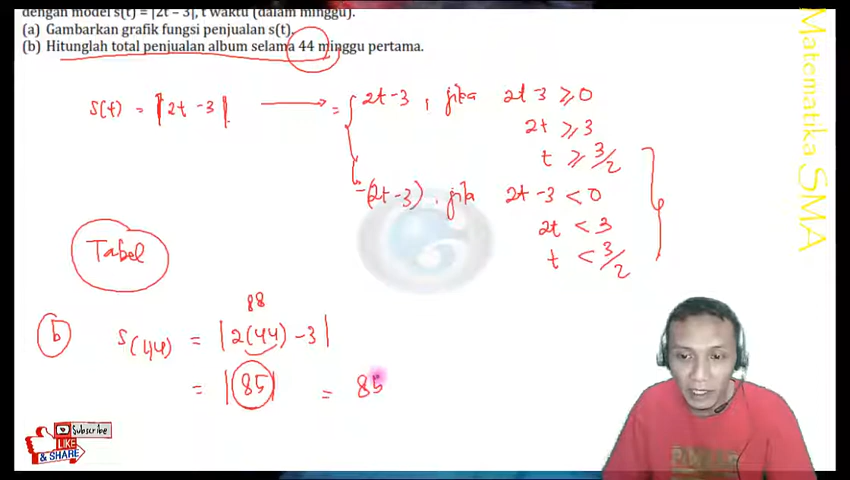 dengan model s(t) = |2t – 3|, t waktu (dalam minggu).
(a) Gambarkan grafik fungsi penjualan s(t),
(b) Hitunglah total penjualan album selama 44 minggu pertama.
s(t) = |2t - 3| → = { 2t - 3 , jika 2t - 3 ≥ 0
2t ≥ 3
t ≥ 3/2
-(2t - 3) , jika 2t - 3 < 0
2t < 3
t < 3/2
Tabel
88
b s(44) = |2(44) - 3|
= |85| = 85
Subscribe
LIKE
& SHARE
Matematika SMA